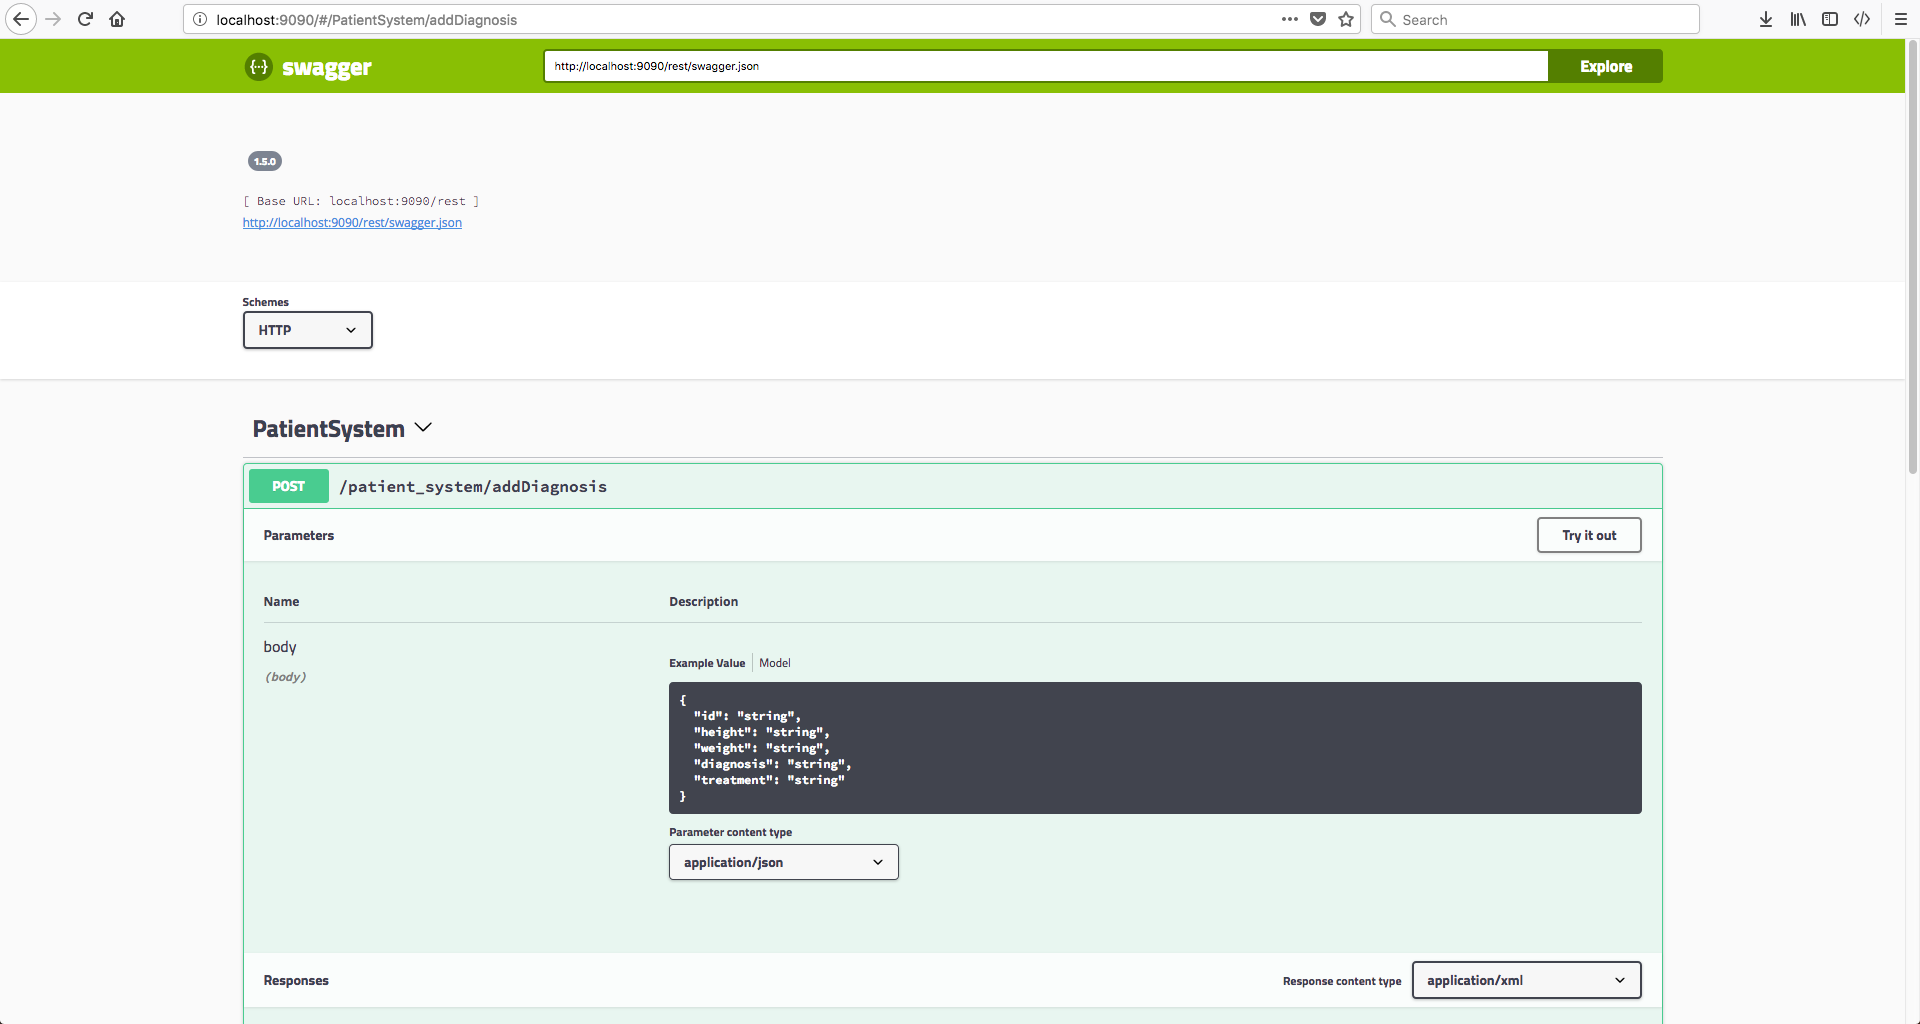 localhost:9090/#/PatientSystem/addDiagnosis
Search
{...} swagger
http://localhost:9090/rest/swagger.json
Explore
1.5.0
[ Base URL: localhost:9090/rest ]
http://localhost:9090/rest/swagger.json
Schemes
HTTP
PatientSystem
POST /patient_system/addDiagnosis
Parameters
Try it out
Name Description
body
(body)
Example Value Model
{
"id": "string",
"height": "string",
"weight": "string",
"diagnosis": "string",
"treatment": "string"
}
Parameter content type
application/json
Responses
Response content type
application/xml